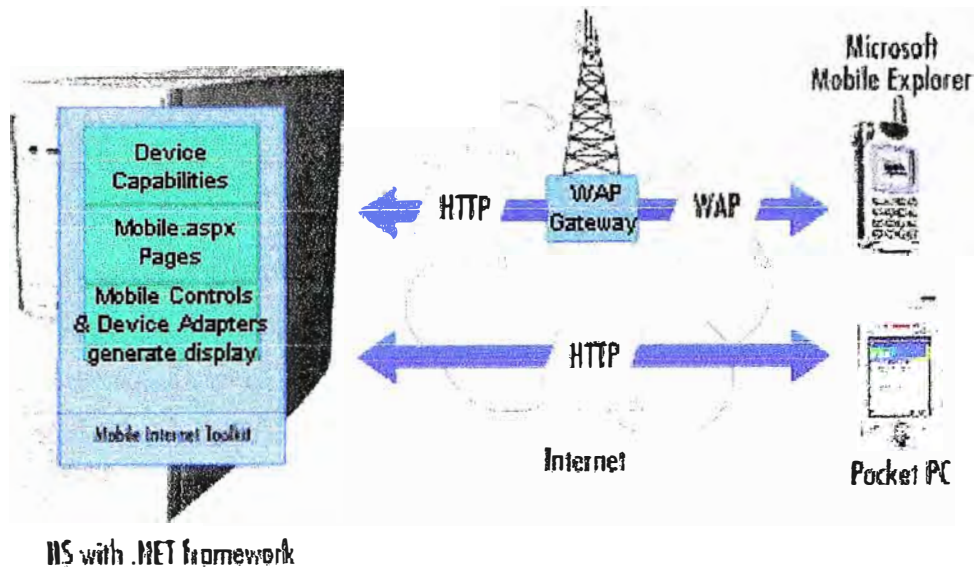 Microsoft
Mobile Explorer
Device
Capabilities
Mobile.aspx
Pages
Mobile Controls
& Device Adapters
generate display
Mobile Internet Toolkit
HTTP
WAP
Gateway
WAP
HTTP
Internet
Pocket PC
IIS with .NET framework